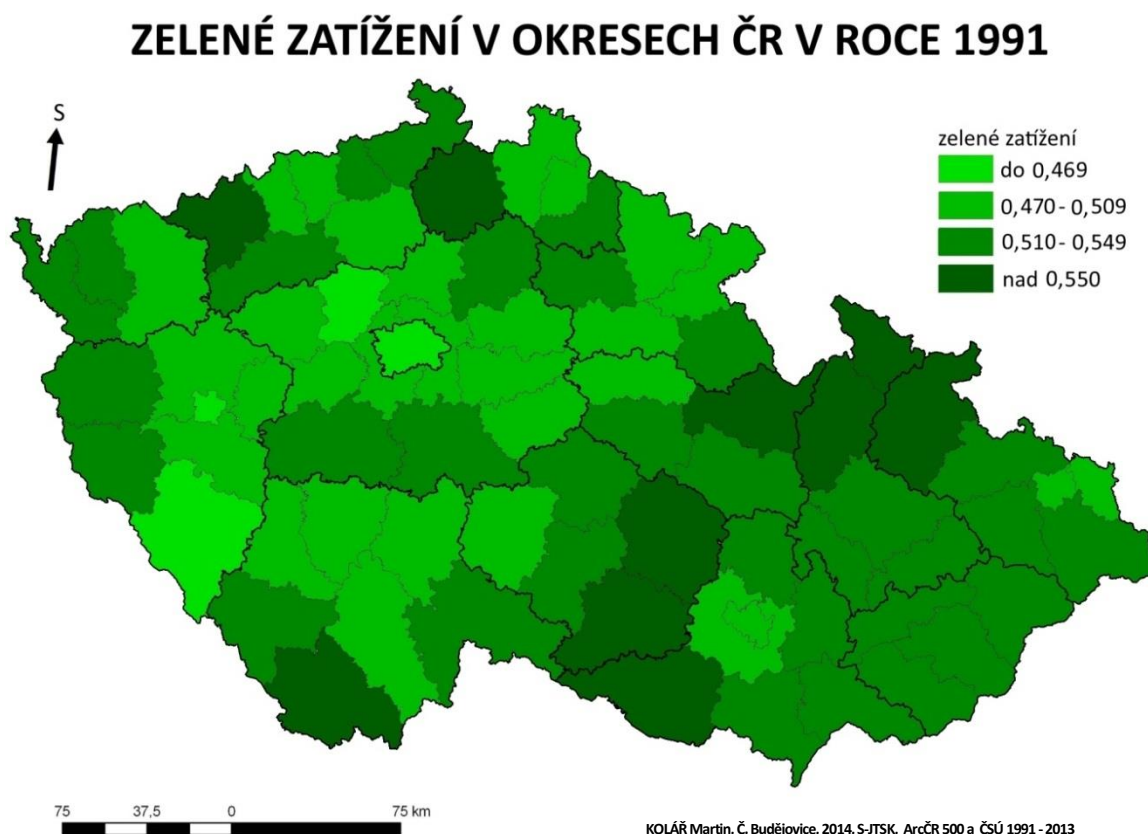 ZELENÉ ZATÍŽENÍ V OKRESECH ČR V ROCE 1991
S
zelené zatížení
do 0,469
0,470 - 0,509
0,510 - 0,549
nad 0,550
75 37,5 0 75 km
KOLÁŘ Martin, Č. Budějovice, 2014, S-JTSK, ArcČR 500 a ČSÚ 1991 - 2013